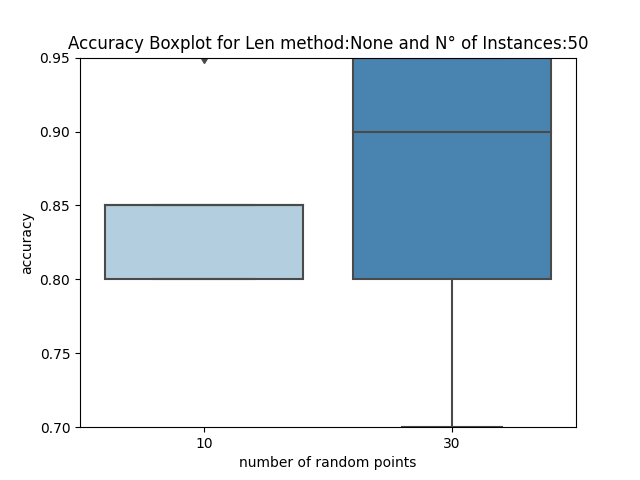 Accuracy Boxplot for Len method:None and N° of Instances:50
0.95
0.90
0.85
0.80
0.75
0.70
accuracy
10 30
number of random points